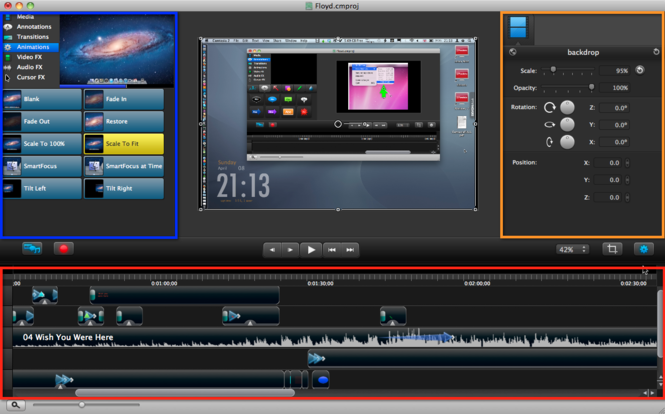 Floyd.cmproj
Media
Annotations
Transitions
Animations
Video FX
Audio FX
Cursor FX
Blank
Fade In
Fade Out
Restore
Scale To 100%
Scale To Fit
SmartFocus
SmartFocus at Time
Tilt Left
Tilt Right
Sunday
April
08
21:13
backdrop
Scale:
95%
Opacity:
100%
Rotation:
Z:
0.0°
Y:
0.0°
X:
0.0°
Position:
X:
0.0
Y:
0.0
Z:
0.0
42%
:00
0:01:00:00
0:01:30:00
0:02:00:00
0:02:30:00
04 Wish You Were Here